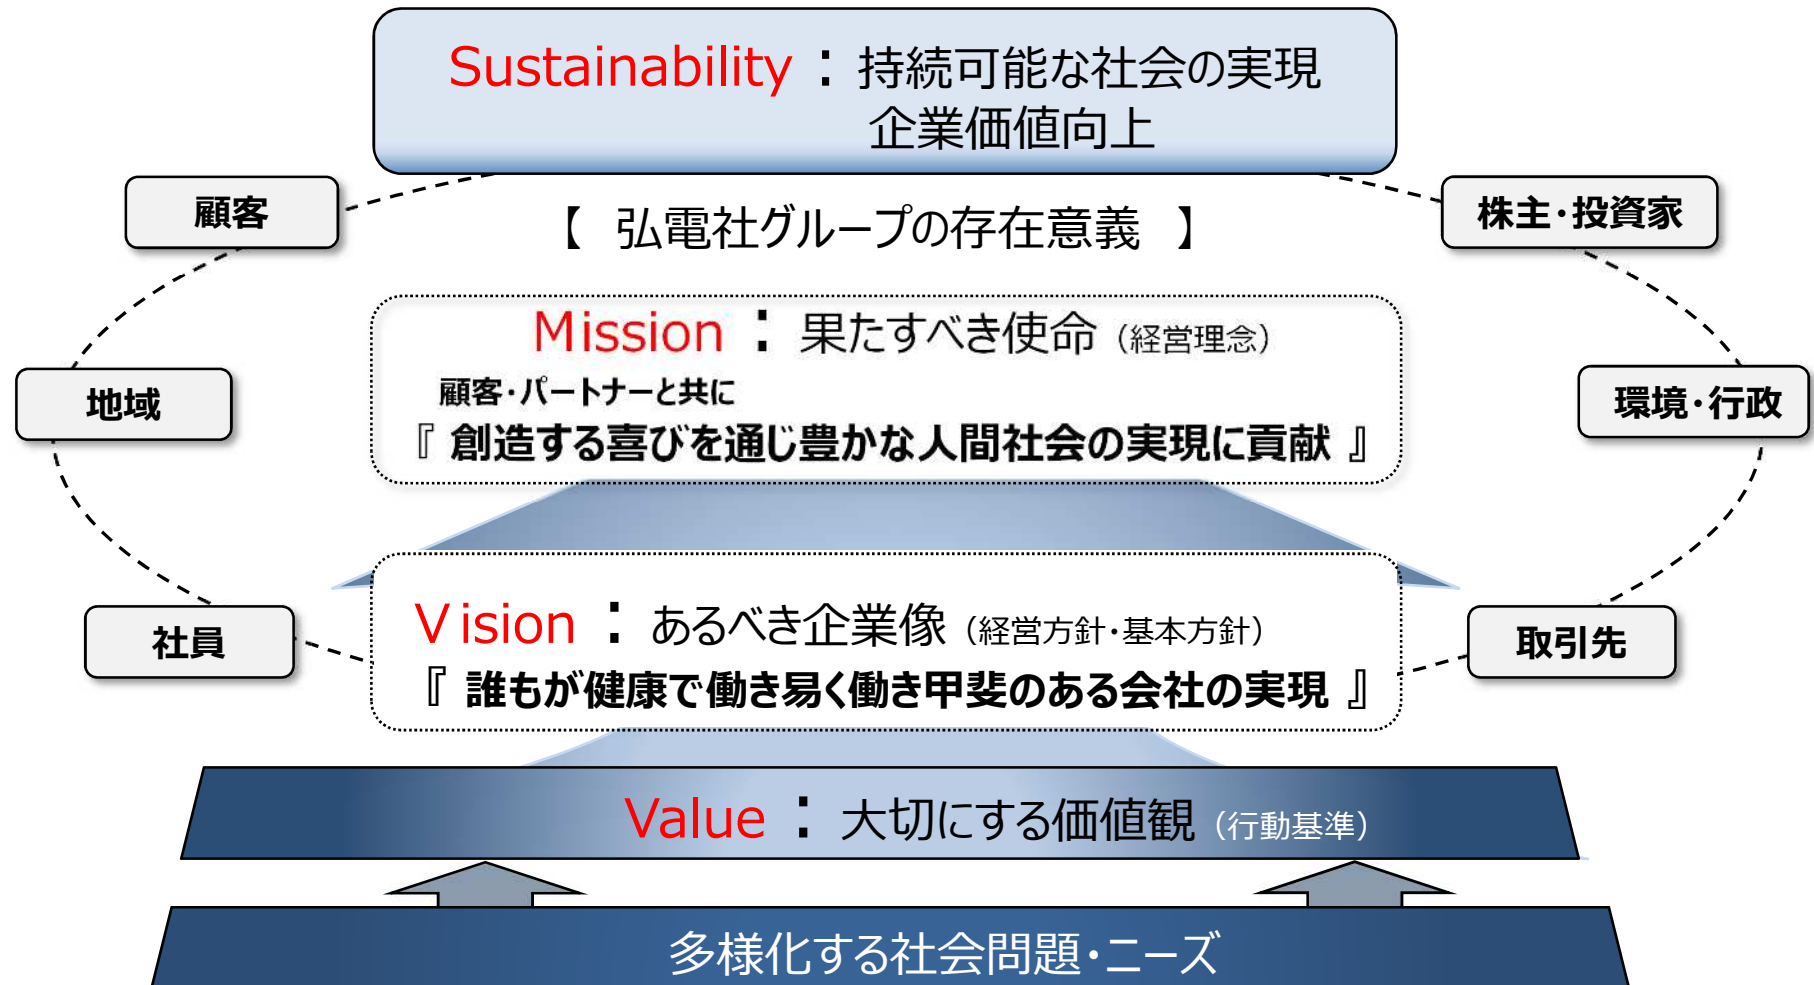 Sustainability：持続可能な社会の実現
企業価値向上
顧客
株主・投資家
【 弘電社グループの存在意義 】
Mission：果たすべき使命（経営理念）
顧客・パートナーと共に
『 創造する喜びを通じ豊かな人間社会の実現に貢献 』
地域
環境・行政
Vision：あるべき企業像（経営方針・基本方針）
『 誰もが健康で働き易く働き甲斐のある会社の実現 』
社員
取引先
Value：大切にする価値観（行動基準）
多様化する社会問題・ニーズ